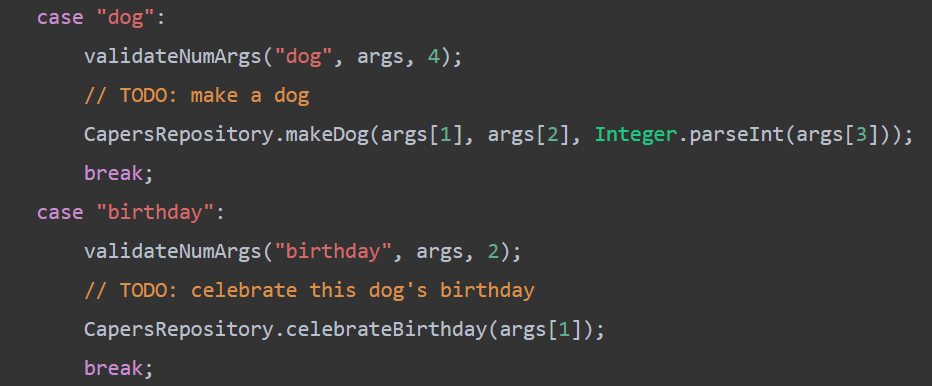 case "dog":
validateNumArgs("dog", args, 4);
// TODO: make a dog
CapersRepository.makeDog(args[1], args[2], Integer.parseInt(args[3]));
break;
case "birthday":
validateNumArgs("birthday", args, 2);
// TODO: celebrate this dog's birthday
CapersRepository.celebrateBirthday(args[1]);
break;